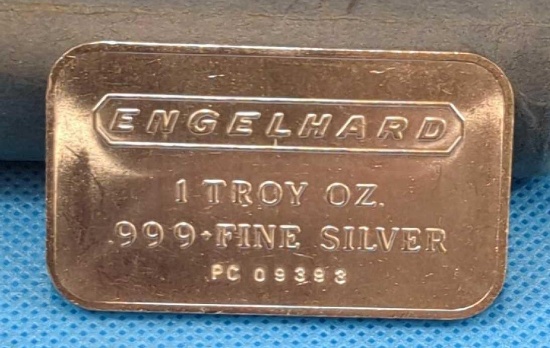 ENGELHARD
1 TROY OZ.
.999+FINE SILVER
PC 09393